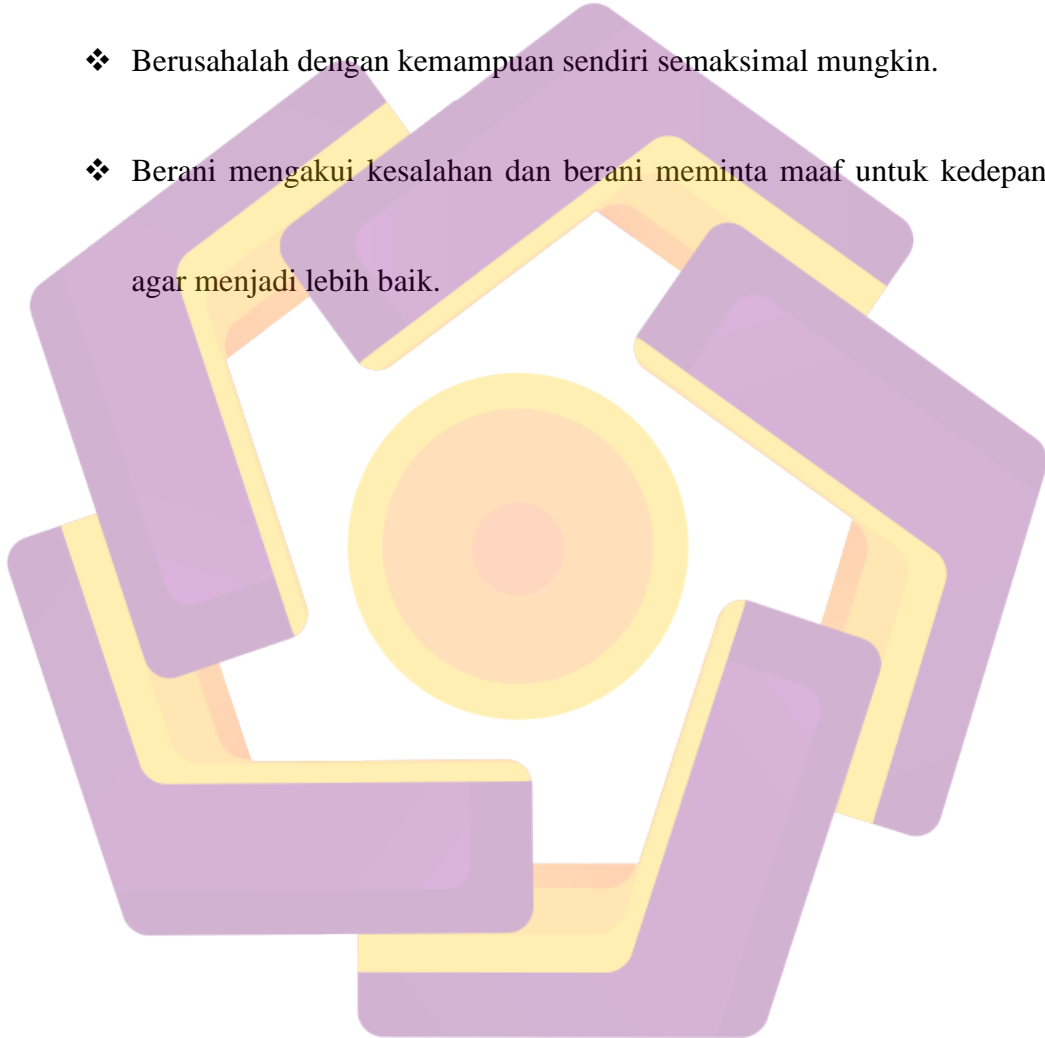 ❖ Berusahalah dengan kemampuan sendiri semaksimal mungkin.
❖ Berani mengakui kesalahan dan berani meminta maaf untuk kedepan
agar menjadi lebih baik.